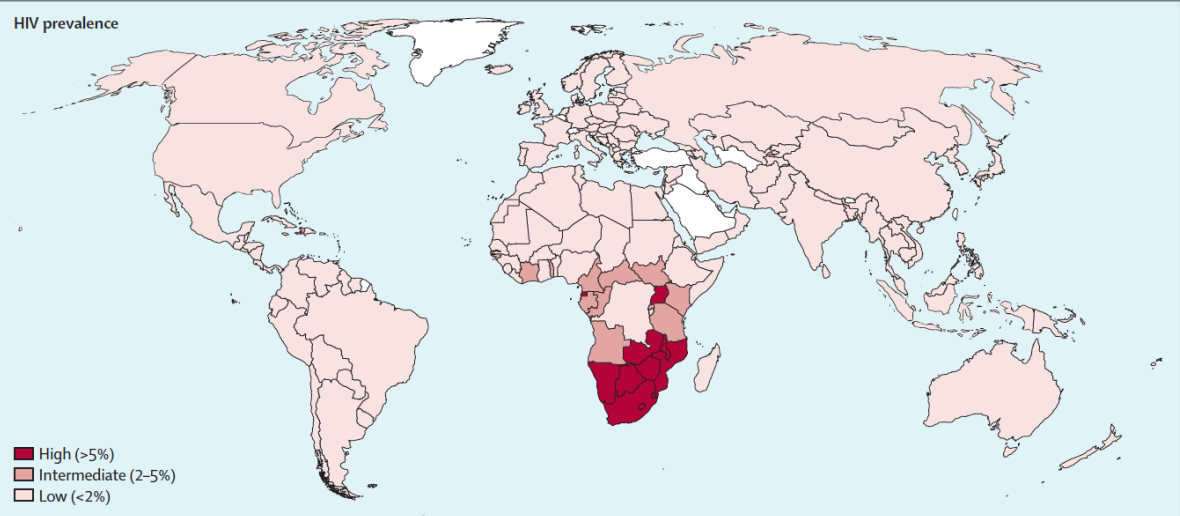 HIV prevalence
High (>5%)
Intermediate (2–5%)
Low (<2%)